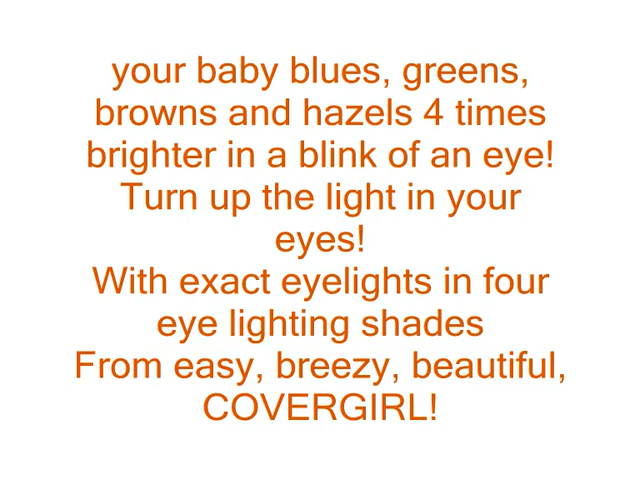 your baby blues, greens,
browns and hazels 4 times
brighter in a blink of an eye!
Turn up the light in your
eyes!
With exact eyelights in four
eye lighting shades
From easy, breezy, beautiful,
COVERGIRL!